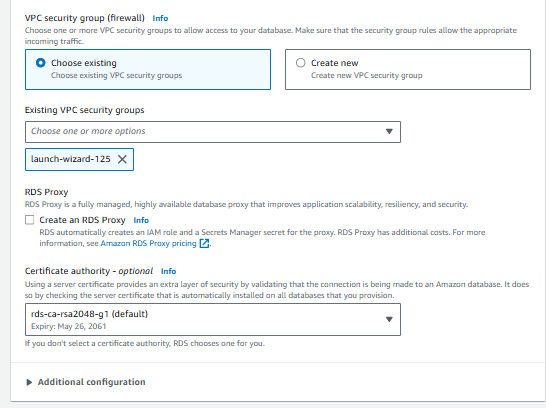 VPC security group (firewall) Info
Choose one or more VPC security groups to allow access to your database. Make sure that the security group rules allow the appropriate
incoming traffic.
Choose existing
Choose existing VPC security groups
Create new
Create new VPC security group
Existing VPC security groups
Choose one or more options
launch-wizard-125
RDS Proxy
RDS Proxy is a fully managed, highly available database proxy that improves application scalability, resiliency, and security.
Create an RDS Proxy Info
RDS automatically creates an IAM role and a Secrets Manager secret for the proxy. RDS Proxy has additional costs. For more
information, see Amazon RDS Proxy pricing
Certificate authority - optional Info
Using a server certificate provides an extra layer of security by validating that the connection is being made to an Amazon database. It does
so by checking the server certificate that is automatically installed on all databases that you provision.
rds-ca-rsa2048-g1 (default)
Expiry: May 26, 2061
If you don't select a certificate authority, RDS chooses one for you.
Additional configuration